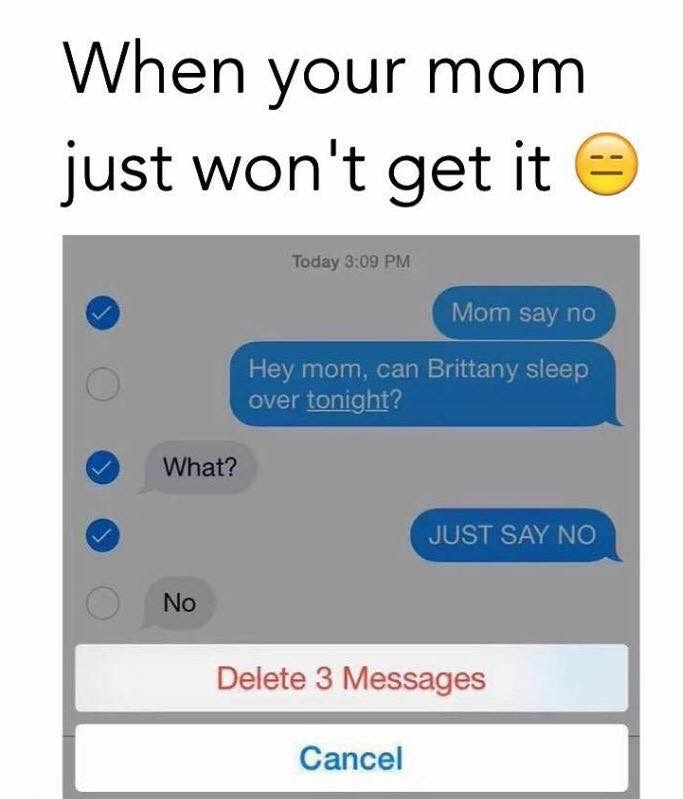 When your mom
just won't get it 😑
Today 3:09 PM
Mom say no
Hey mom, can Brittany sleep
over tonight?
What?
JUST SAY NO
No
Delete 3 Messages
Cancel